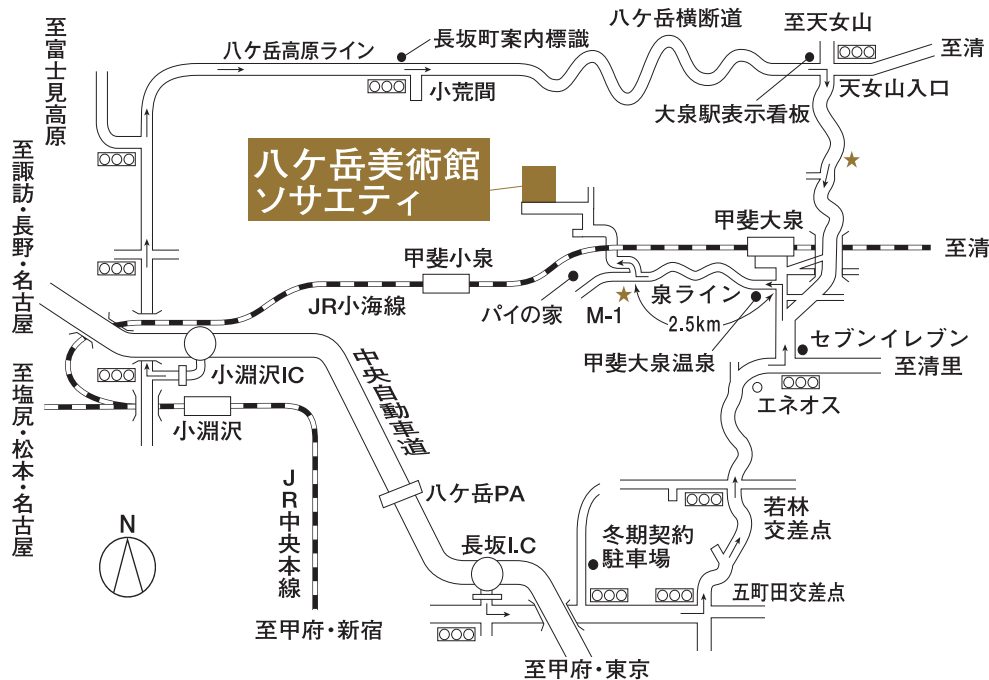 八ケ岳横断道
至天女山
至清
長坂町案内標識
八ケ岳高原ライン
小荒間
大泉駅表示看板
天女山入口
至富士見高原
至諏訪・長野・名古屋
八ケ岳美術館
ソサエティ
甲斐大泉
至清
甲斐小泉
JR小海線
パイの家
M-1
泉ライン
2.5km
甲斐大泉温泉
セブンイレブン
至清里
エネオス
小淵沢IC
中央自動車道
至塩尻・松本・名古屋
小淵沢
JR中央本線
八ケ岳PA
長坂I.C
冬期契約
駐車場
若林
交差点
五町田交差点
N
至甲府・新宿
至甲府・東京